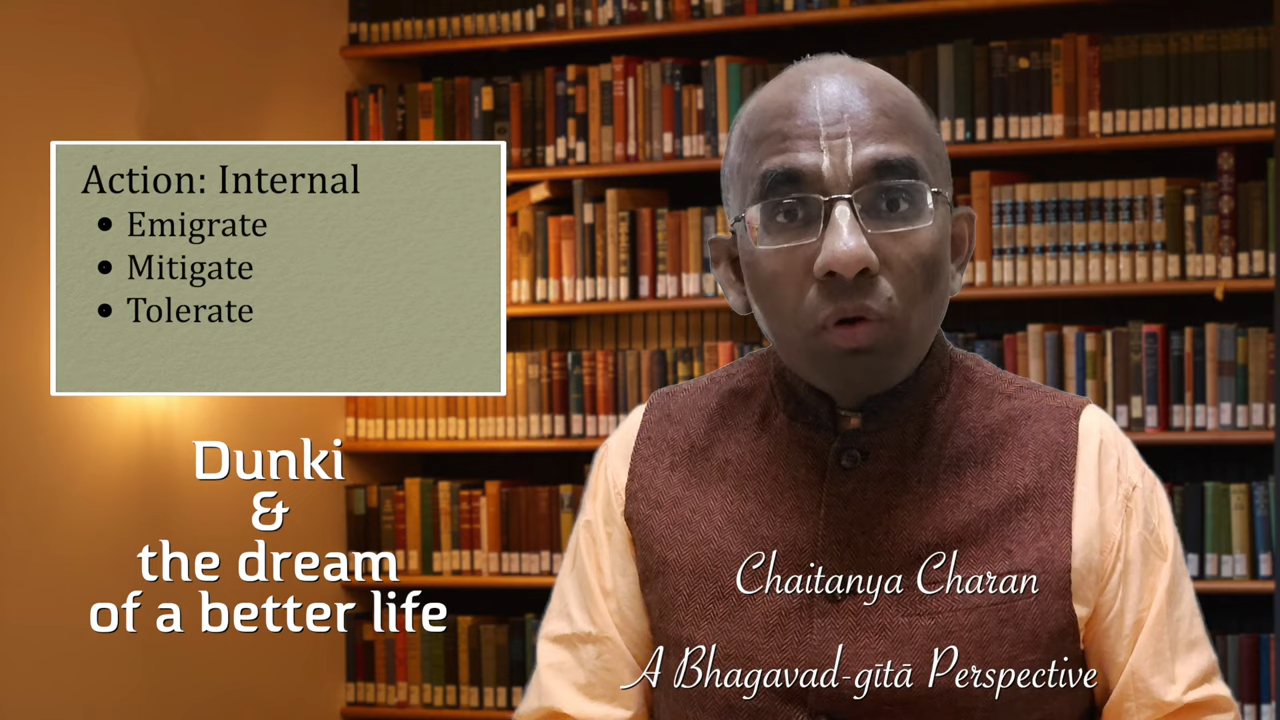 Action: Internal
• Emigrate
• Mitigate
• Tolerate
Dunki
&
the dream
of a better life
Chaitanya Charan
A Bhagavad-gītā Perspective